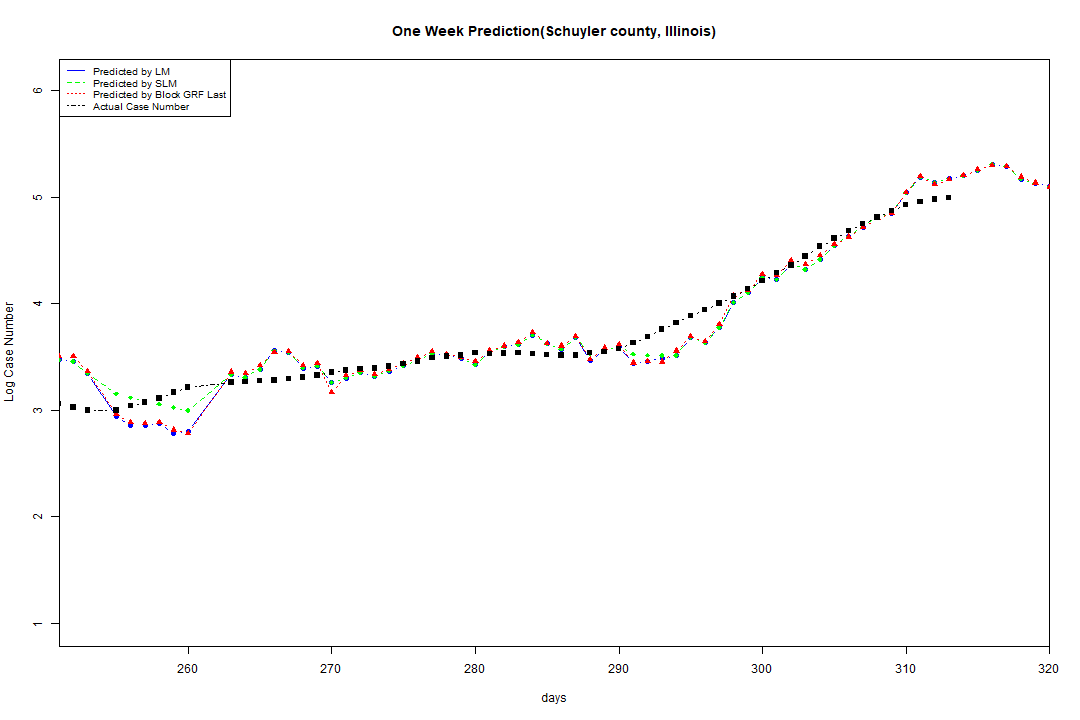 One Week Prediction(Schuyler county, Illinois)
Predicted by LM
Predicted by SLM
Predicted by Block GRF Last
Actual Case Number
6
5
4
3
2
1
Log Case Number
260 270 280 290 300 310 320
days